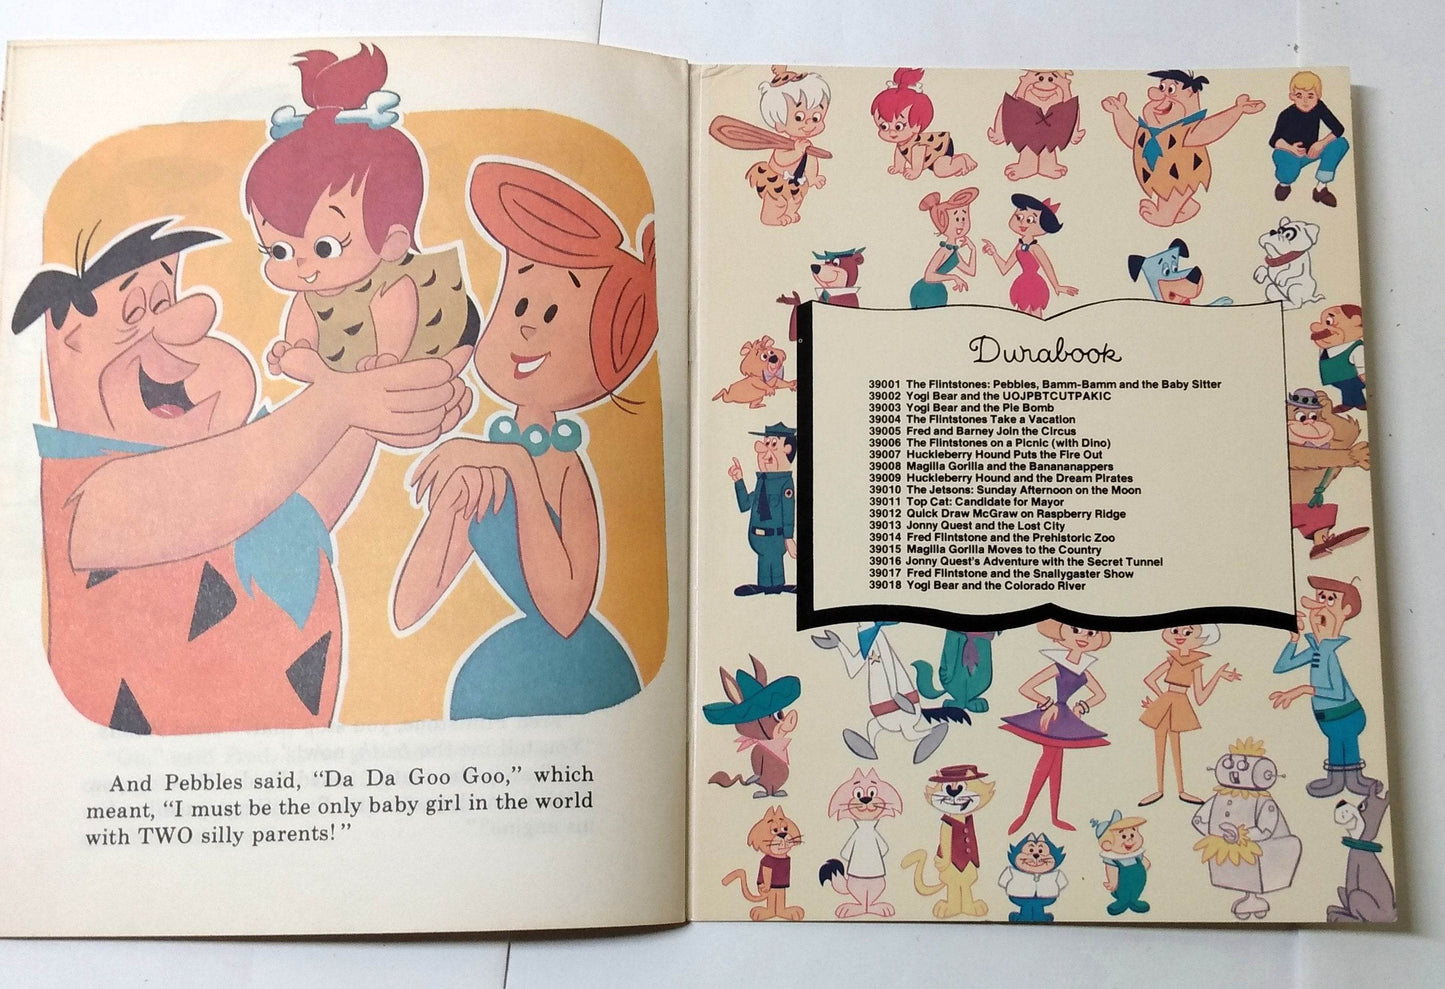 And Pebbles said, “Da Da Goo Goo,” which
meant, “I must be the only baby girl in the world
with TWO silly parents!”
Durabook
39001 The Flintstones: Pebbles, Bamm-Bamm and the Baby Sitter
39002 Yogi Bear and the UOJPBTCUTPAKIC
39003 Yogi Bear and the Pie Bomb
39004 The Flintstones Take a Vacation
39005 Fred and Barney Join the Circus
39006 The Flintstones on a Picnic (with Dino)
39007 Huckleberry Hound Puts the Fire Out
39008 Magilla Gorilla and the Banananappers
39009 Huckleberry Hound and the Dream Pirates
39010 The Jetsons: Sunday Afternoon on the Moon
39011 Top Cat: Candidate for Mayor
39012 Quick Draw McGraw on Raspberry Ridge
39013 Jonny Quest and the Lost City
39014 Fred Flintstone and the Prehistoric Zoo
39015 Magilla Gorilla Moves to the Country
39016 Jonny Quest's Adventure with the Secret Tunnel
39017 Fred Flintstone and the Snallygaster Show
39018 Yogi Bear and the Colorado River